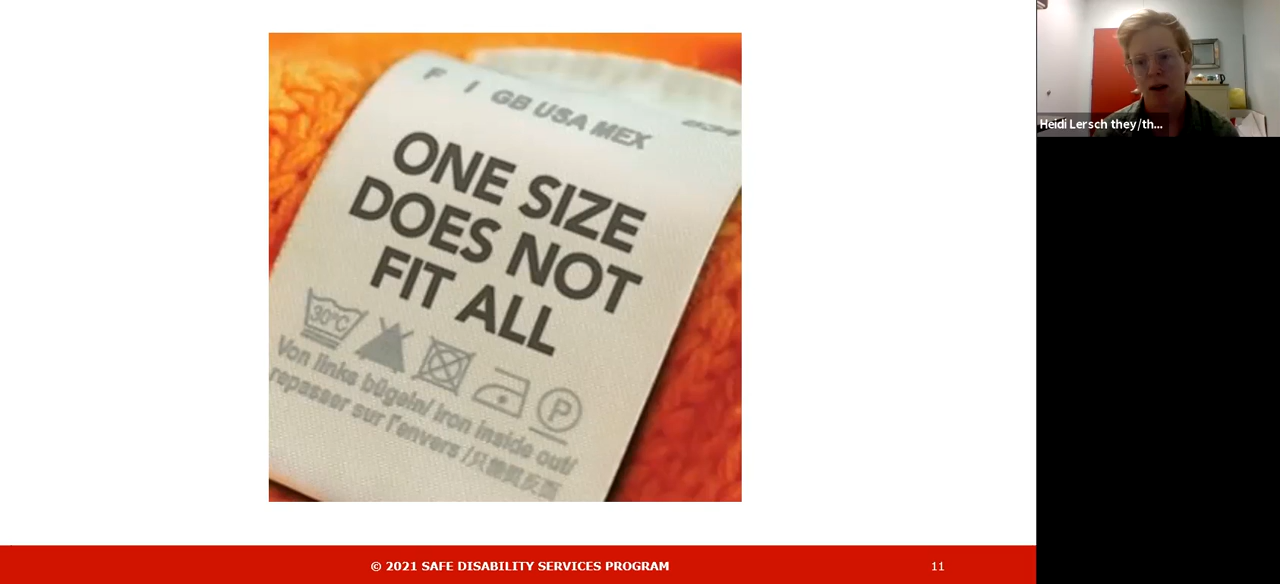 F I GB USA MEX 034
ONE SIZE
DOES NOT
FIT ALL
30°C
P
Von links bügeln/ iron inside out/
repasser sur l'envers /
© 2021 SAFE DISABILITY SERVICES PROGRAM
11
Heidi Lersch they/th...